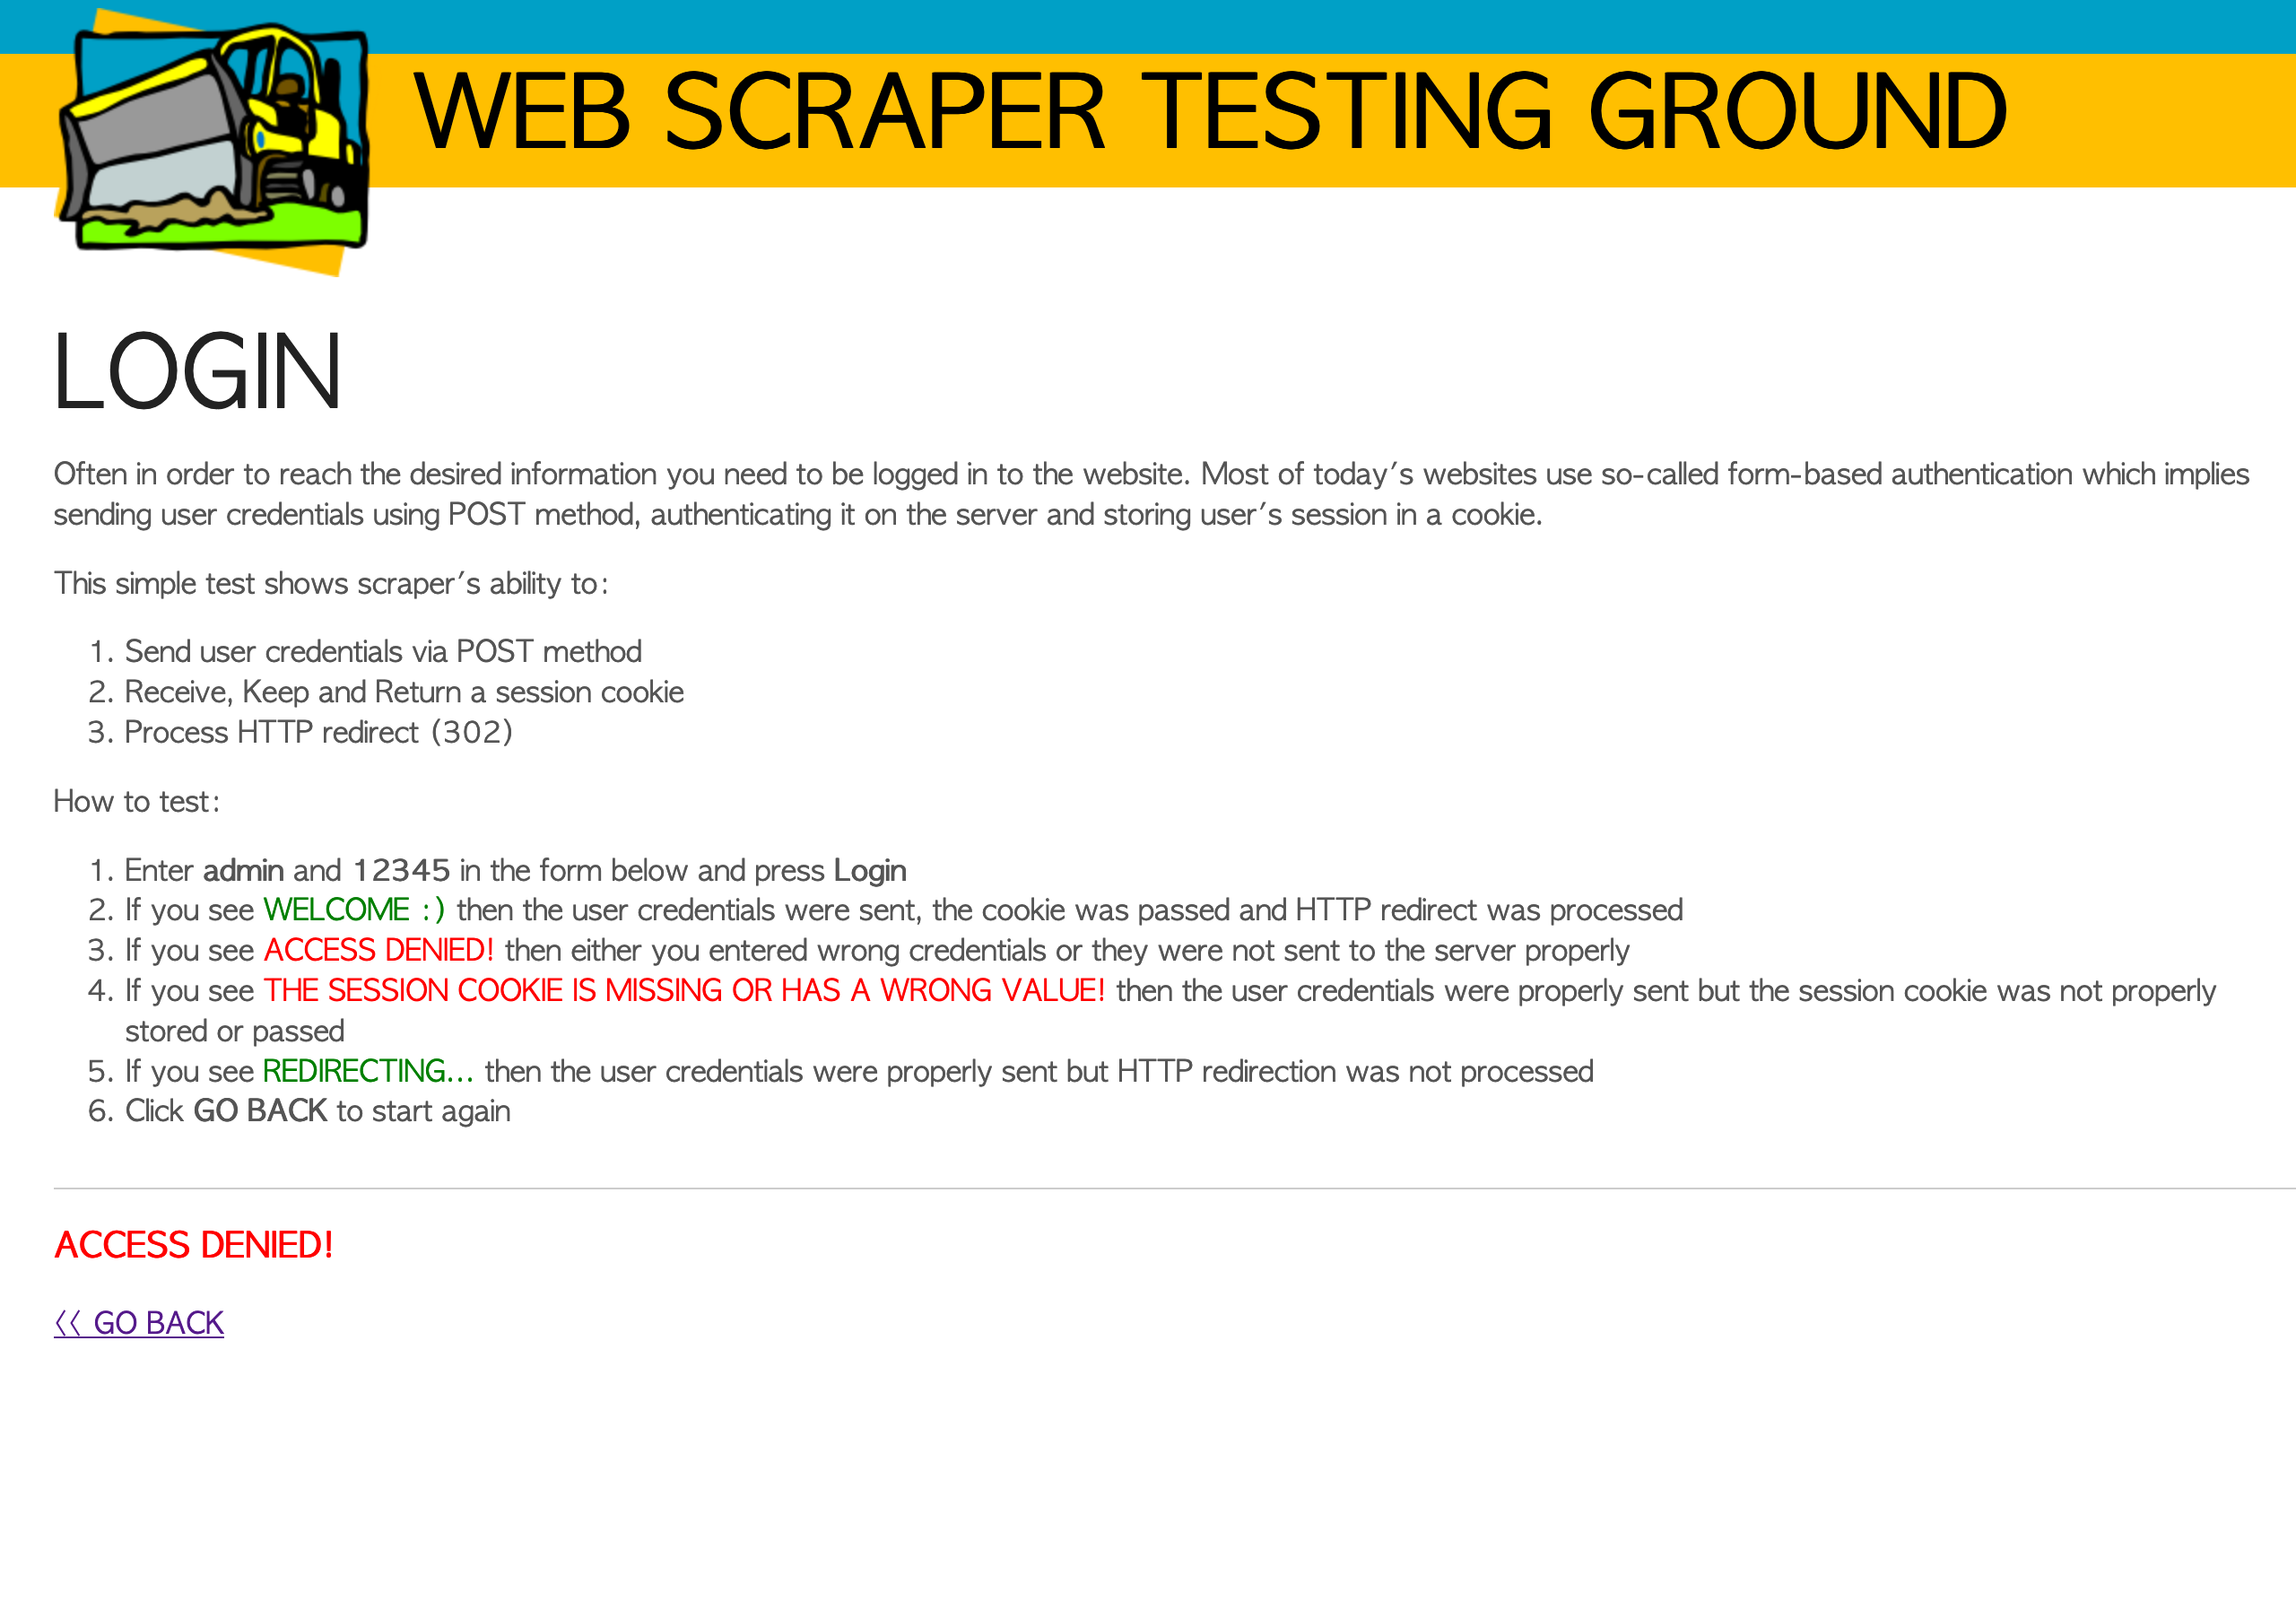 WEB SCRAPER TESTING GROUND
LOGIN
Often in order to reach the desired information you need to be logged in to the website. Most of today's websites use so-called form-based authentication which implies
sending user credentials using POST method, authenticating it on the server and storing user's session in a cookie.
This simple test shows scraper's ability to:
1. Send user credentials via POST method
2. Receive, Keep and Return a session cookie
3. Process HTTP redirect (302)
How to test:
1. Enter admin and 12345 in the form below and press Login
2. If you see WELCOME :) then the user credentials were sent, the cookie was passed and HTTP redirect was processed
3. If you see ACCESS DENIED! then either you entered wrong credentials or they were not sent to the server properly
4. If you see THE SESSION COOKIE IS MISSING OR HAS A WRONG VALUE! then the user credentials were properly sent but the session cookie was not properly
stored or passed
5. If you see REDIRECTING... then the user credentials were properly sent but HTTP redirection was not processed
6. Click GO BACK to start again
ACCESS DENIED!
<< GO BACK